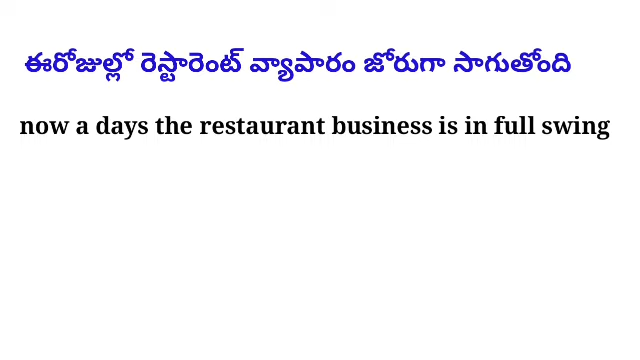 ఈరోజుల్లో రెస్టారెంట్ వ్యాపారం జోరుగా సాగుతోంది
now a days the restaurant business is in full swing